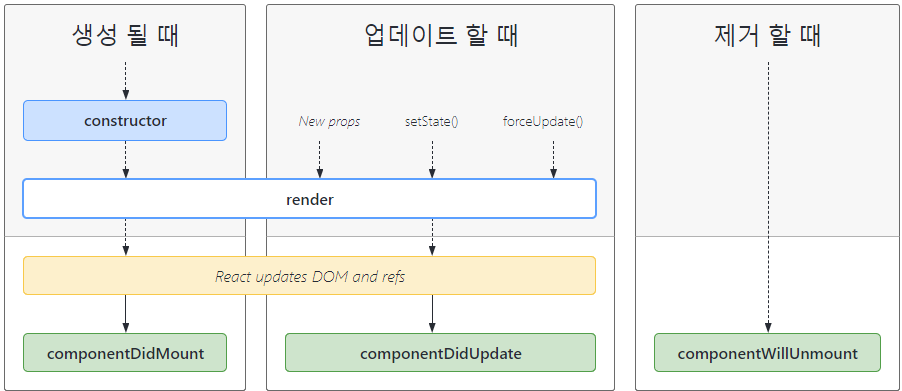 생성 될 때
업데이트 할 때
제거 할 때
constructor
New props
setState()
forceUpdate()
render
React updates DOM and refs
componentDidMount
componentDidUpdate
componentWillUnmount